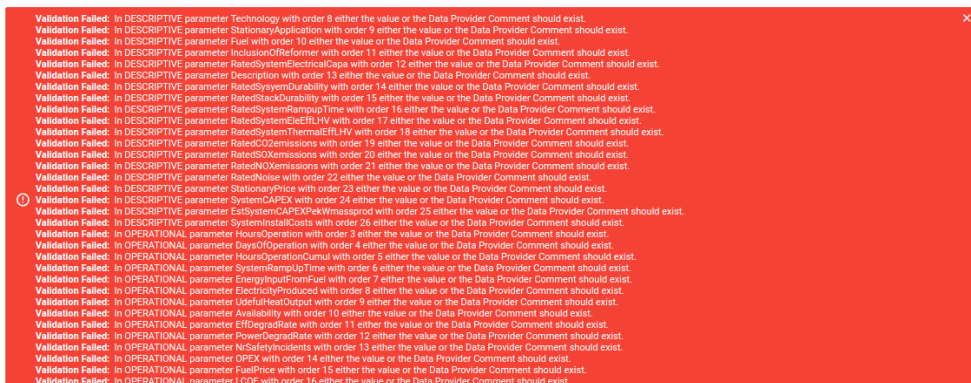 Validation Failed: In DESCRIPTIVE parameter Technology with order 8 either the value or the Data Provider Comment should exist.
Validation Failed: In DESCRIPTIVE parameter StationaryApplication with order 9 either the value or the Data Provider Comment should exist.
Validation Failed: In DESCRIPTIVE parameter Fuel with order 10 either the value or the Data Provider Comment should exist.
Validation Failed: In DESCRIPTIVE parameter InclusionOfReformer with order 11 either the value or the Data Provider Comment should exist.
Validation Failed: In DESCRIPTIVE parameter RatedSystemElectricalCapa with order 12 either the value or the Data Provider Comment should exist.
Validation Failed: In DESCRIPTIVE parameter Description with order 13 either the value or the Data Provider Comment should exist.
Validation Failed: In DESCRIPTIVE parameter RatedSysyemDurability with order 14 either the value or the Data Provider Comment should exist.
Validation Failed: In DESCRIPTIVE parameter RatedStackDurability with order 15 either the value or the Data Provider Comment should exist.
Validation Failed: In DESCRIPTIVE parameter RatedSystemRampupTime with order 16 either the value or the Data Provider Comment should exist.
Validation Failed: In DESCRIPTIVE parameter RatedSystemEleEffLHV with order 17 either the value or the Data Provider Comment should exist.
Validation Failed: In DESCRIPTIVE parameter RatedSystemThermalEffLHV with order 18 either the value or the Data Provider Comment should exist.
Validation Failed: In DESCRIPTIVE parameter RatedCO2emissions with order 19 either the value or the Data Provider Comment should exist.
Validation Failed: In DESCRIPTIVE parameter RatedSOXemissions with order 20 either the value or the Data Provider Comment should exist.
Validation Failed: In DESCRIPTIVE parameter RatedNOXemissions with order 21 either the value or the Data Provider Comment should exist.
Validation Failed: In DESCRIPTIVE parameter RatedNoise with order 22 either the value or the Data Provider Comment should exist.
Validation Failed: In DESCRIPTIVE parameter StationaryPrice with order 23 either the value or the Data Provider Comment should exist.
Validation Failed: In DESCRIPTIVE parameter SystemCAPEX with order 24 either the value or the Data Provider Comment should exist.
Validation Failed: In DESCRIPTIVE parameter EstSystemCAPEXPekWmassprod with order 25 either the value or the Data Provider Comment should exist.
Validation Failed: In DESCRIPTIVE parameter SystemInstallCosts with order 26 either the value or the Data Provider Comment should exist.
Validation Failed: In OPERATIONAL parameter HoursOperation with order 3 either the value or the Data Provider Comment should exist.
Validation Failed: In OPERATIONAL parameter DaysOfOperation with order 4 either the value or the Data Provider Comment should exist.
Validation Failed: In OPERATIONAL parameter HoursOperationCumul with order 5 either the value or the Data Provider Comment should exist.
Validation Failed: In OPERATIONAL parameter SystemRampUpTime with order 6 either the value or the Data Provider Comment should exist.
Validation Failed: In OPERATIONAL parameter EnergyInputFromFuel with order 7 either the value or the Data Provider Comment should exist.
Validation Failed: In OPERATIONAL parameter ElectricityProduced with order 8 either the value or the Data Provider Comment should exist.
Validation Failed: In OPERATIONAL parameter UdefulHeatOutput with order 9 either the value or the Data Provider Comment should exist.
Validation Failed: In OPERATIONAL parameter Availability with order 10 either the value or the Data Provider Comment should exist.
Validation Failed: In OPERATIONAL parameter EffDegradRate with order 11 either the value or the Data Provider Comment should exist.
Validation Failed: In OPERATIONAL parameter PowerDegradRate with order 12 either the value or the Data Provider Comment should exist.
Validation Failed: In OPERATIONAL parameter NrSafetyIncidents with order 13 either the value or the Data Provider Comment should exist.
Validation Failed: In OPERATIONAL parameter OPEX with order 14 either the value or the Data Provider Comment should exist.
Validation Failed: In OPERATIONAL parameter FuelPrice with order 15 either the value or the Data Provider Comment should exist.
Validation Failed: In OPERATIONAL parameter LCOE with order 16 either the value or the Data Provider Comment should exist.